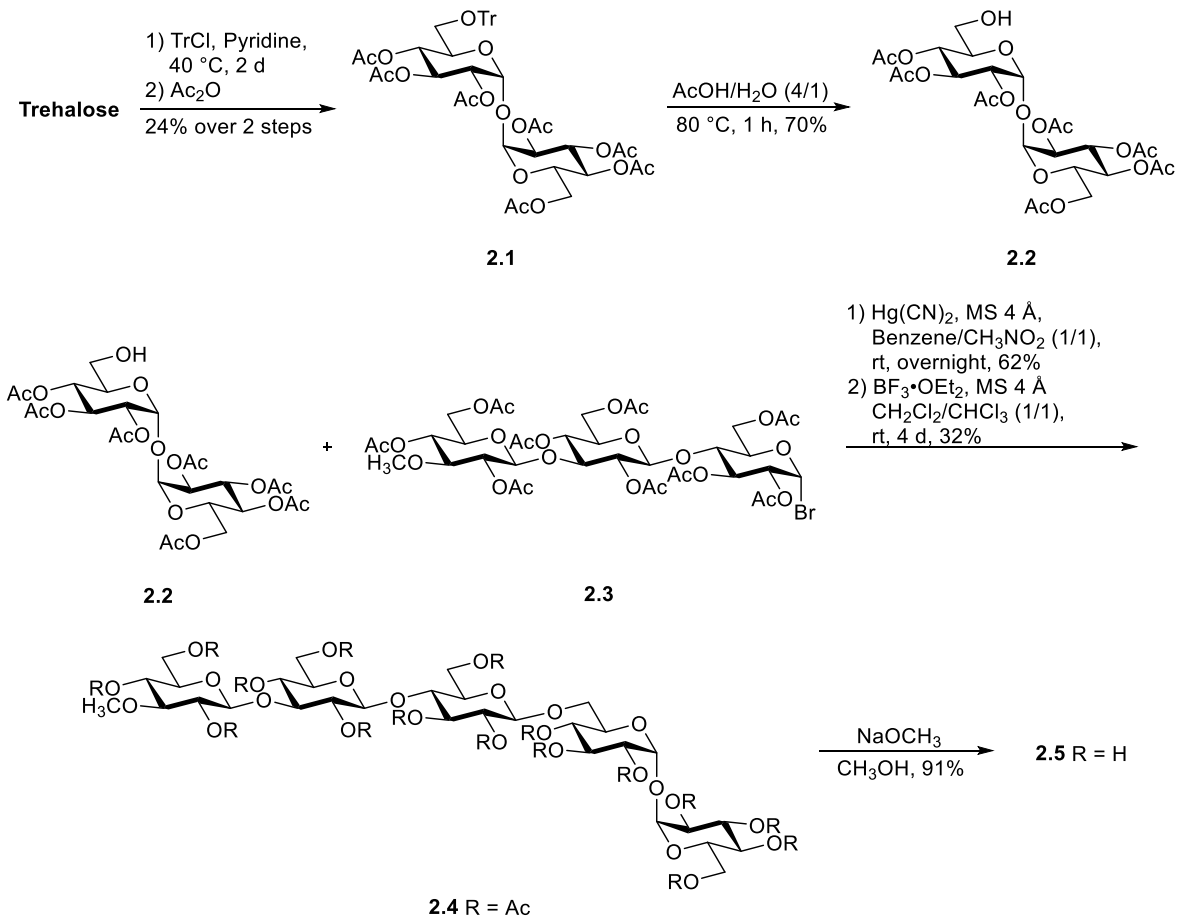 OTr
1) TrCl, Pyridine,
40 °C, 2 d
2) Ac₂O
24% over 2 steps
Trehalose
AcO
O
AcO
AcO
O
OAc
OAc
OAc
O
AcO
2.1
AcOH/H₂O (4/1)
80 °C, 1 h, 70%
OH
AcO
O
AcO
AcO
O
OAc
OAc
OAc
O
AcO
2.2
OH
AcO
O
AcO
AcO
O
OAc
OAc
OAc
O
AcO
2.2
+
OAc
OAc
OAc
AcO
O
AcO
O
O
H₃CO
O
O
AcO
OAc
OAc
AcO
Br
2.3
1) Hg(CN)₂, MS 4 Å,
Benzene/CH₃NO₂ (1/1),
rt, overnight, 62%
2) BF₃•OEt₂, MS 4 Å
CH₂Cl₂/CHCl₃ (1/1),
rt, 4 d, 32%
OR
OR
OR
RO
O
RO
O
O
O
H₃CO
O
O
O
OR
OR
RO
RO
RO
RO
RO
O
OR
OR
OR
O
RO
2.4 R = Ac
NaOCH₃
CH₃OH, 91%
2.5 R = H